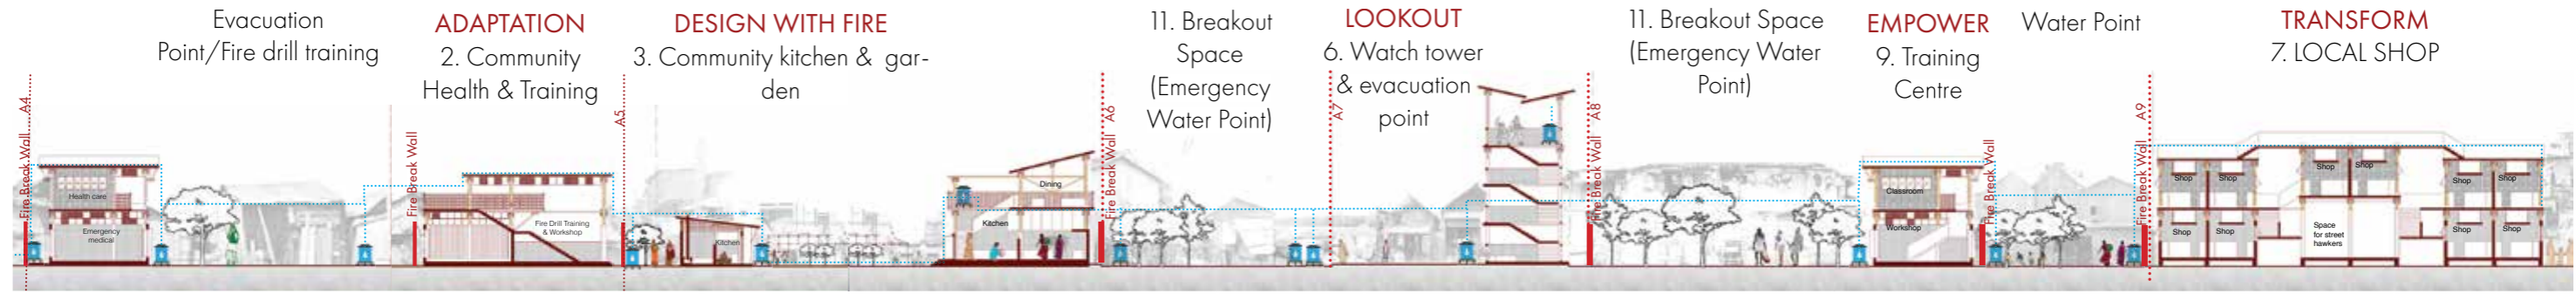 Evacuation
Point/Fire drill training
ADAPTATION
2. Community
Health & Training
DESIGN WITH FIRE
3. Community kitchen & gar-
den
11. Breakout
Space
(Emergency
Water Point)
LOOKOUT
6. Watch tower
& evacuation
point
11. Breakout Space
(Emergency Water
Point)
EMPOWER
9. Training
Centre
Water Point
TRANSFORM
7. LOCAL SHOP
Fire Break Wall A4
Health care
Emergency
medical
Fire Break Wall
Fire Drill Training
& Workshop
A5
Kitchen
Dining
Kitchen
Fire Break Wall A6
A7
Fire Break Wall A8
Classroom
Workshop
Fire Break Wall
Fire Break Wall A9
Shop
Shop
Shop
Shop
Shop
Shop
Shop
Shop
Space
for street
hawkers
Shop
Shop